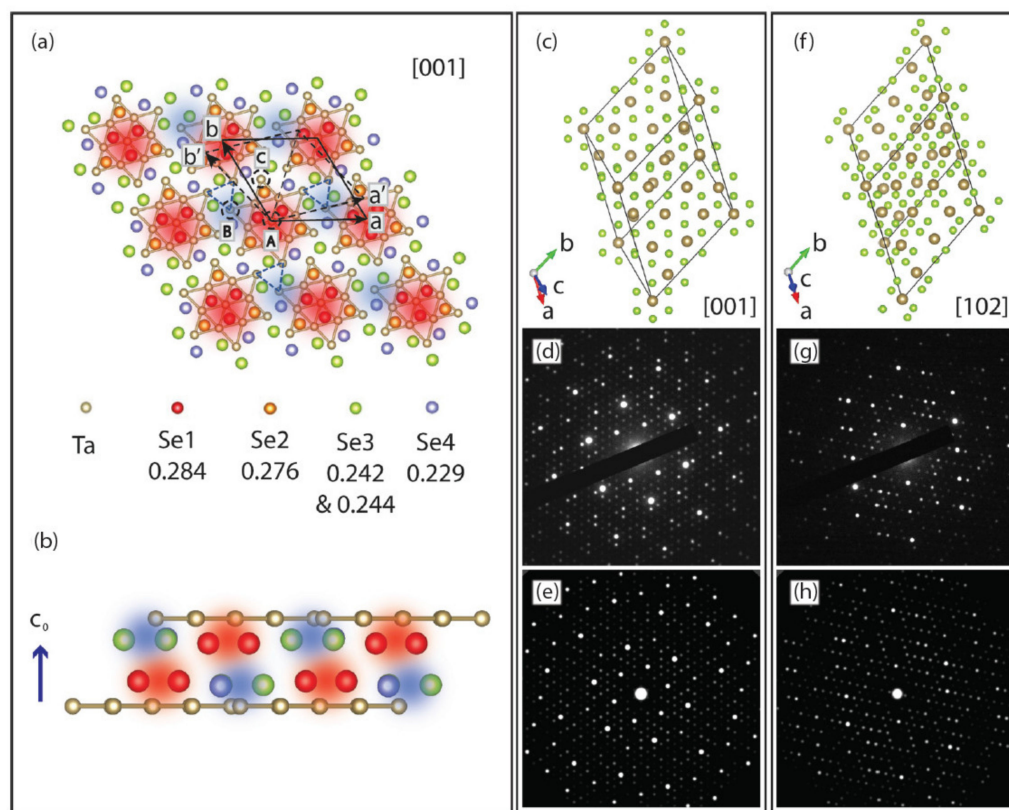 (a)
[001]
b
b'
c
a'
a
B
A
Ta
Se1
0.284
Se2
0.276
Se3
0.242
& 0.244
Se4
0.229
(b)
c₀
(c)
b
c
a
[001]
(d)
(e)
(f)
b
c
a
[102]
(g)
(h)